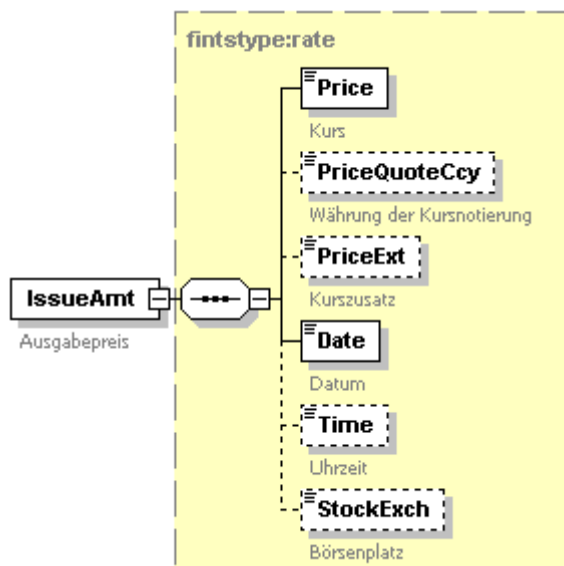 fintstype:rate
Price
Kurs
PriceQuoteCcy
Währung der Kursnotierung
PriceExt
Kurszusatz
IssueAmt
Ausgabepreis
Date
Datum
Time
Uhrzeit
StockExch
Börsenplatz